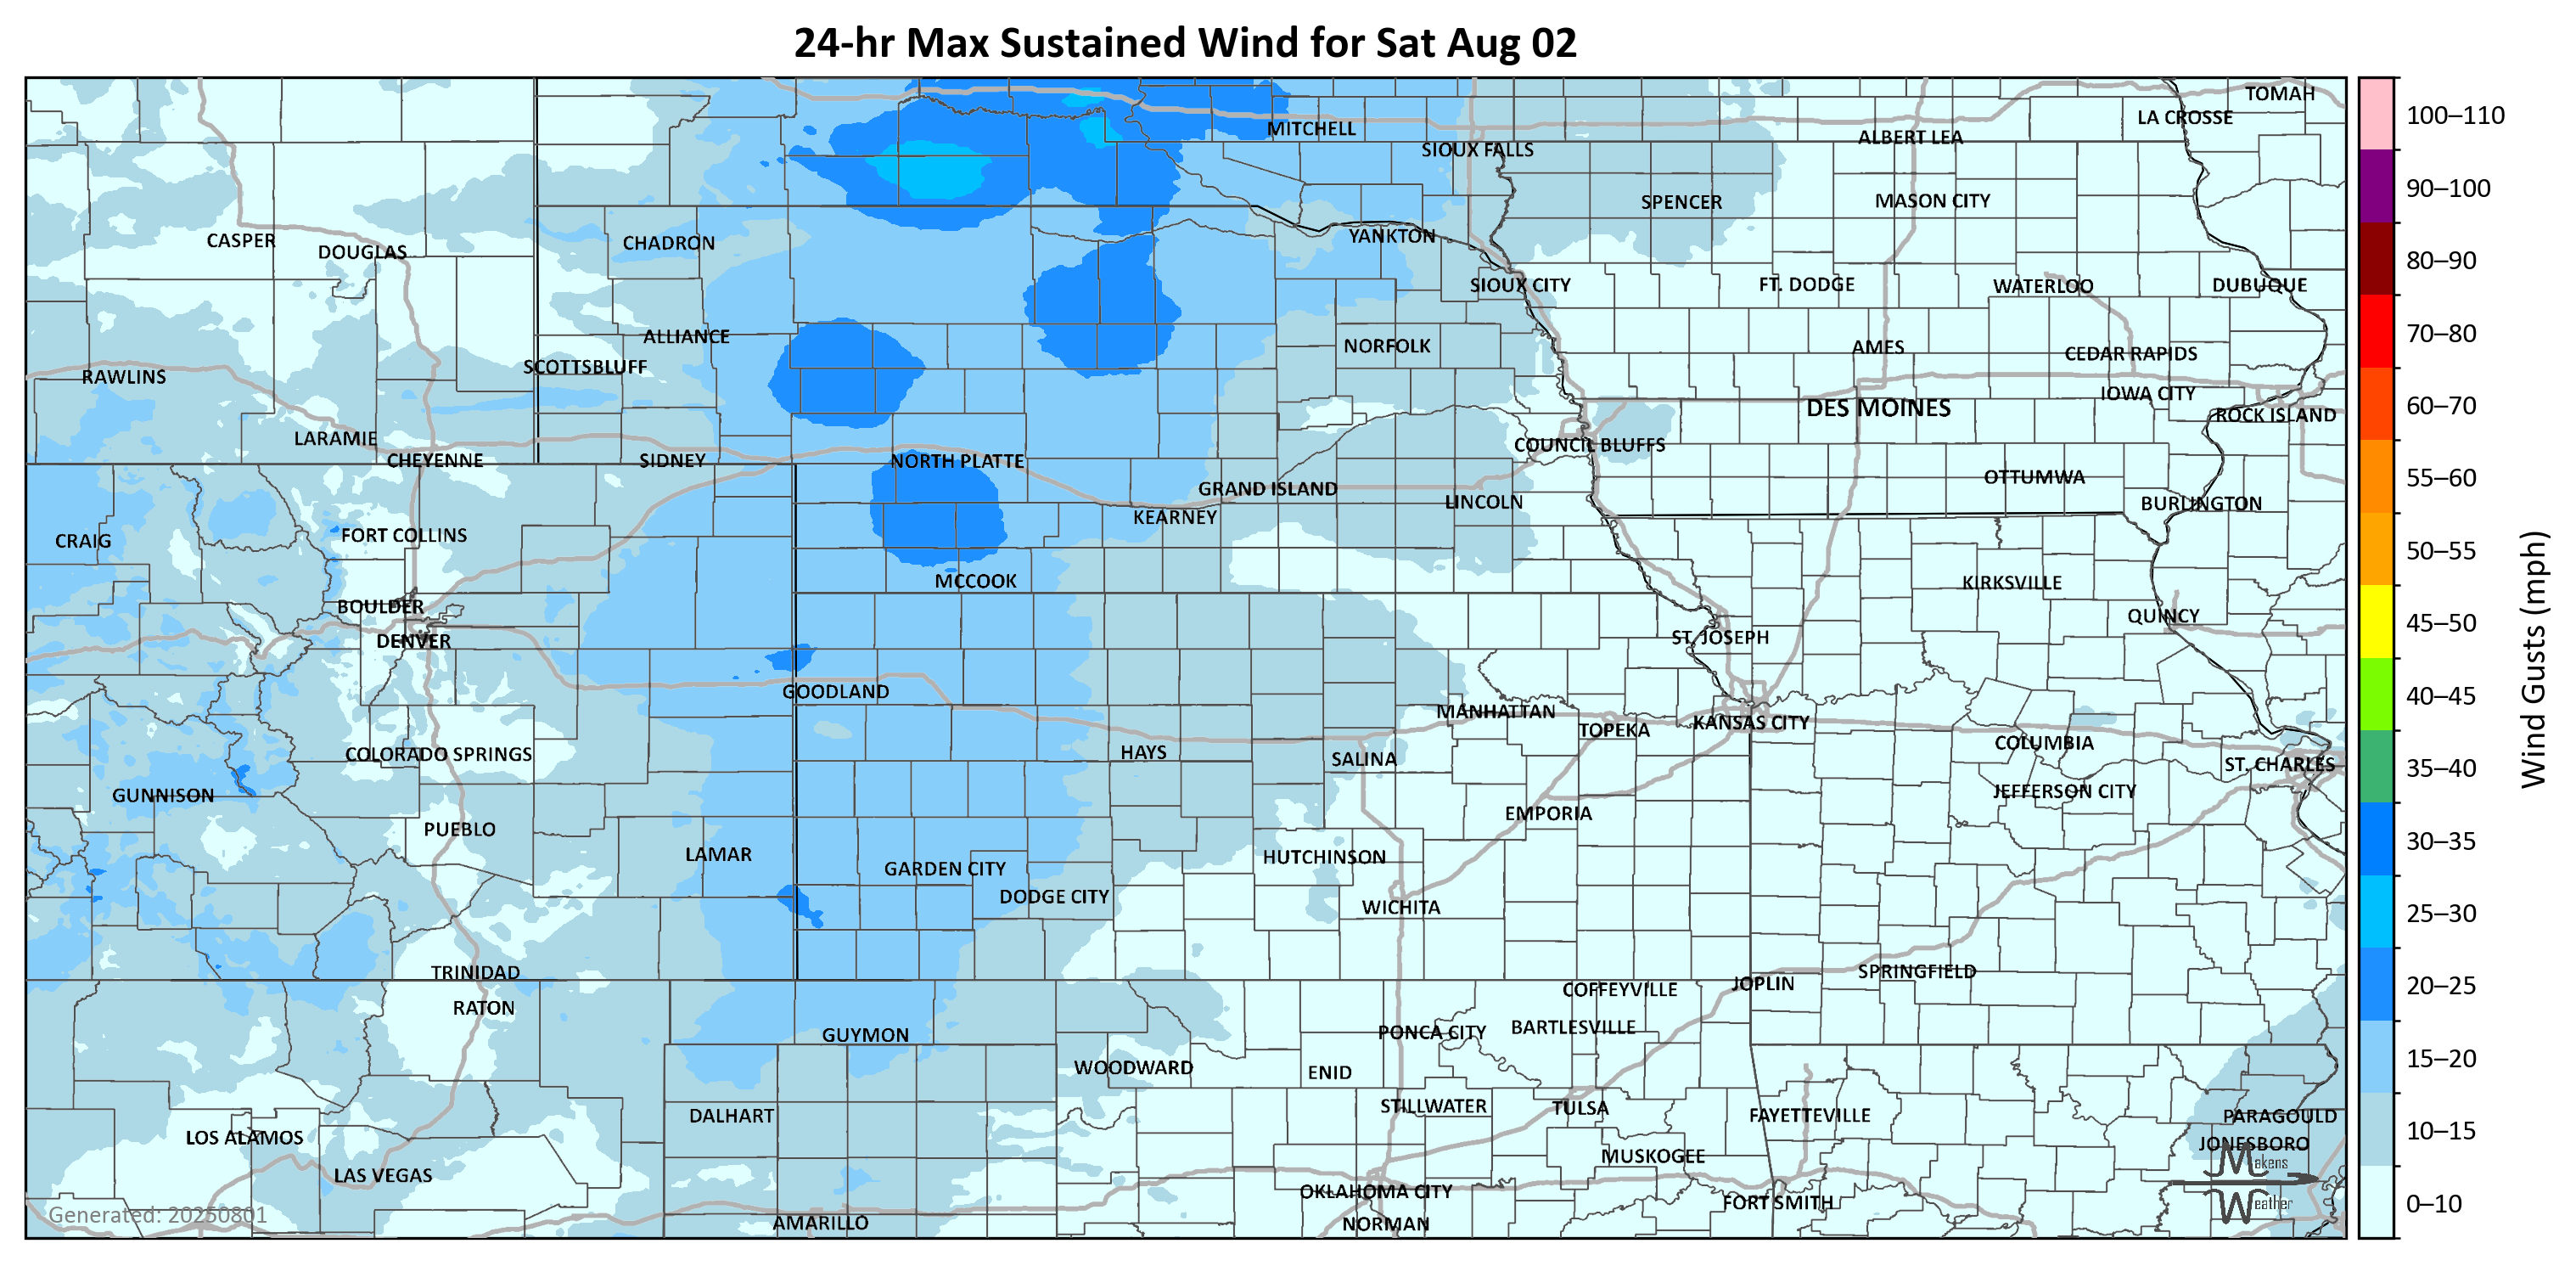 24-hr Max Sustained Wind for Sat Aug 02
TOMAH
LA CROSSE
MITCHELL
ALBERT LEA
SIOUX FALLS
SPENCER
MASON CITY
CASPER
DOUGLAS
CHADRON
YANKTON
SIOUX CITY
FT. DODGE
WATERLOO
DUBUQUE
ALLIANCE
NORFOLK
AMES
CEDAR RAPIDS
SCOTTSBLUFF
RAWLINS
IOWA CITY
DES MOINES
ROCK ISLAND
LARAMIE
COUNCIL BLUFFS
CHEYENNE
SIDNEY
NORTH PLATTE
OTTUMWA
GRAND ISLAND
LINCOLN
BURLINGTON
KEARNEY
CRAIG
FORT COLLINS
MCCOOK
KIRKSVILLE
BOULDER
QUINCY
DENVER
ST. JOSEPH
GOODLAND
MANHATTAN
TOPEKA
KANSAS CITY
COLUMBIA
COLORADO SPRINGS
HAYS
SALINA
ST. CHARLES
GUNNISON
JEFFERSON CITY
EMPORIA
PUEBLO
LAMAR
HUTCHINSON
GARDEN CITY
DODGE CITY
WICHITA
TRINIDAD
SPRINGFIELD
JOPLIN
COFFEYVILLE
RATON
BARTLESVILLE
PONCA CITY
GUYMON
WOODWARD
ENID
STILLWATER
TULSA
DALHART
FAYETTEVILLE
PARAGOULD
LOS ALAMOS
JONESBORO
MUSKOGEE
LAS VEGAS
OKLAHOMA CITY
FORT SMITH
AMARILLO
NORMAN
Makens
Weather
Generated: 20250801
100–110
90–100
80–90
70–80
60–70
55–60
50–55
45–50
40–45
35–40
30–35
25–30
20–25
15–20
10–15
0–10
Wind Gusts (mph)